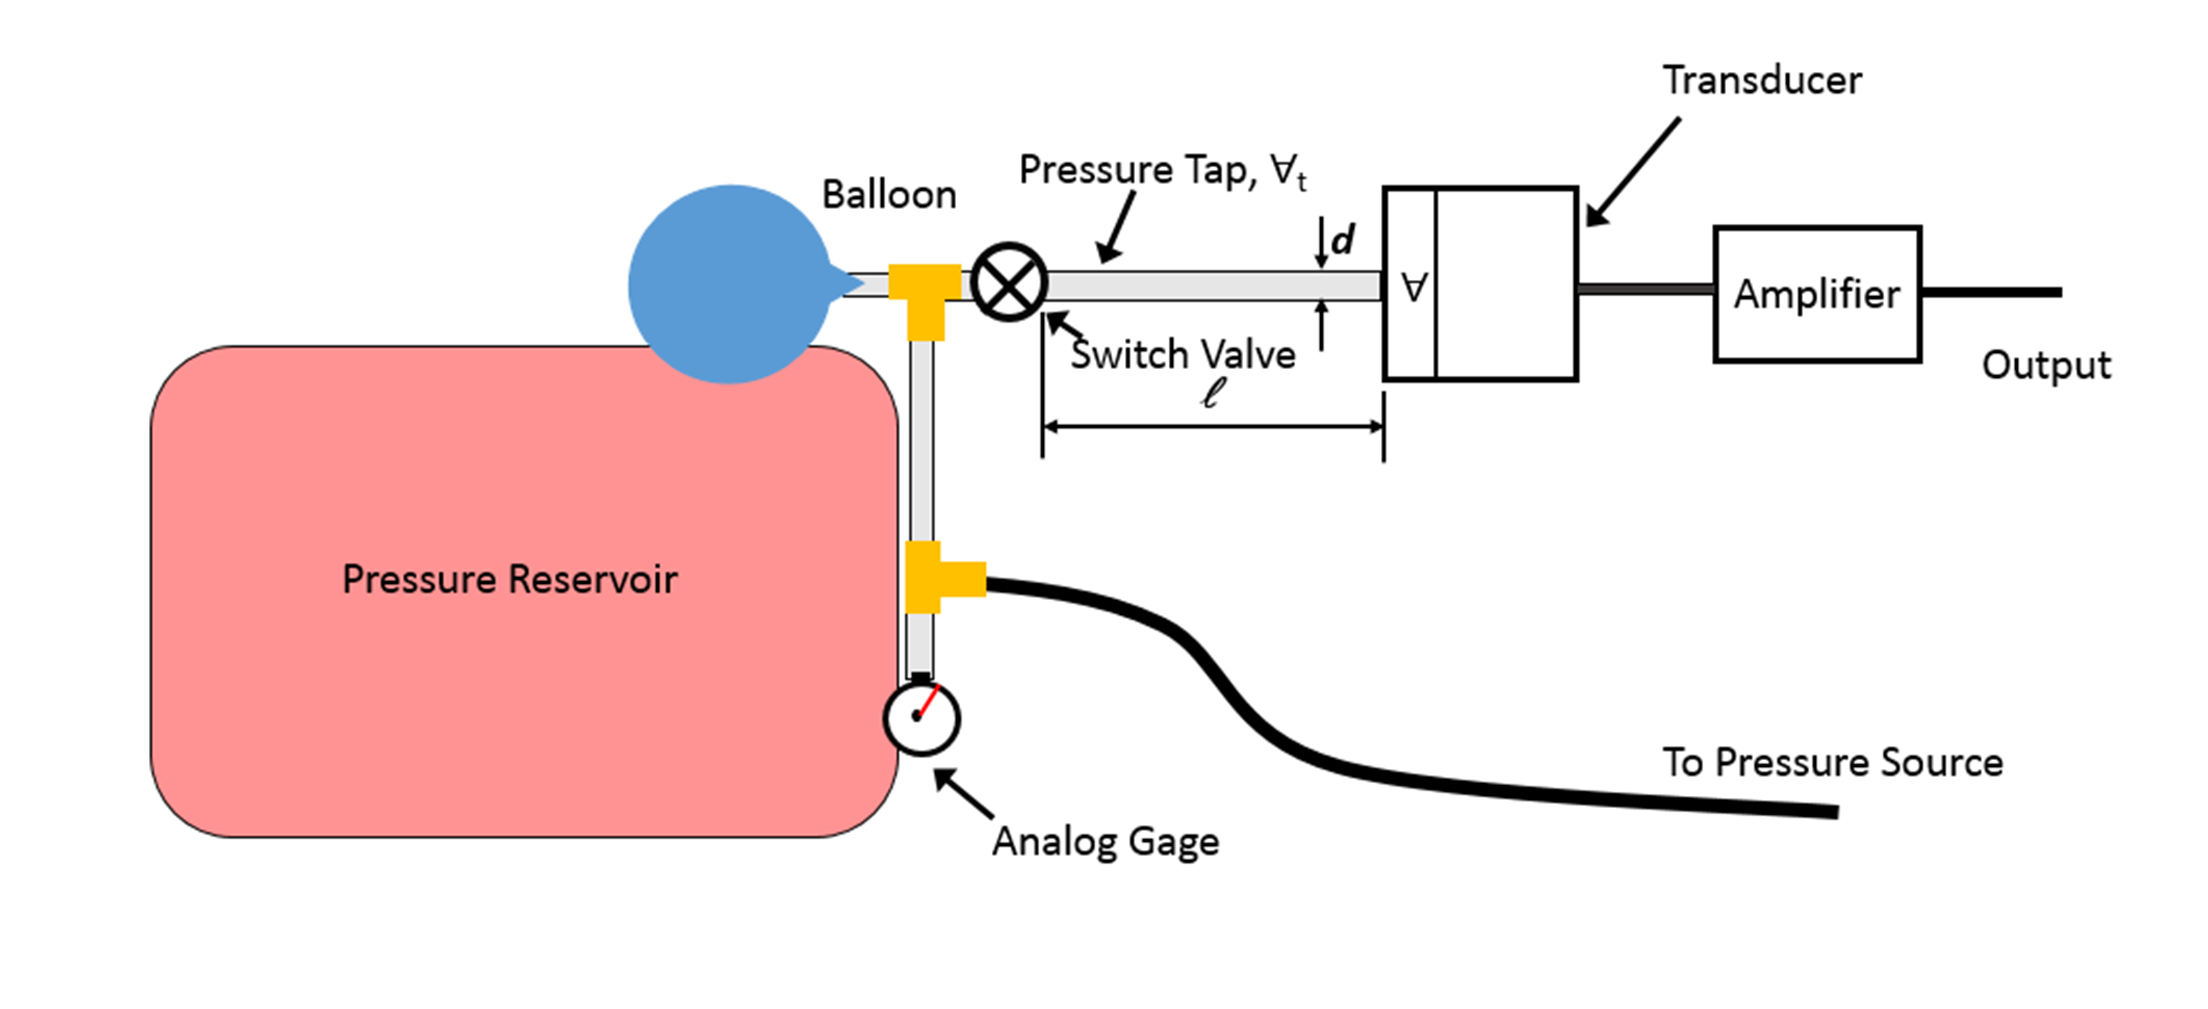 Transducer
Pressure Tap, ∀t
Balloon
d
∀
Amplifier
Switch Valve
ℓ
Output
Pressure Reservoir
To Pressure Source
Analog Gage